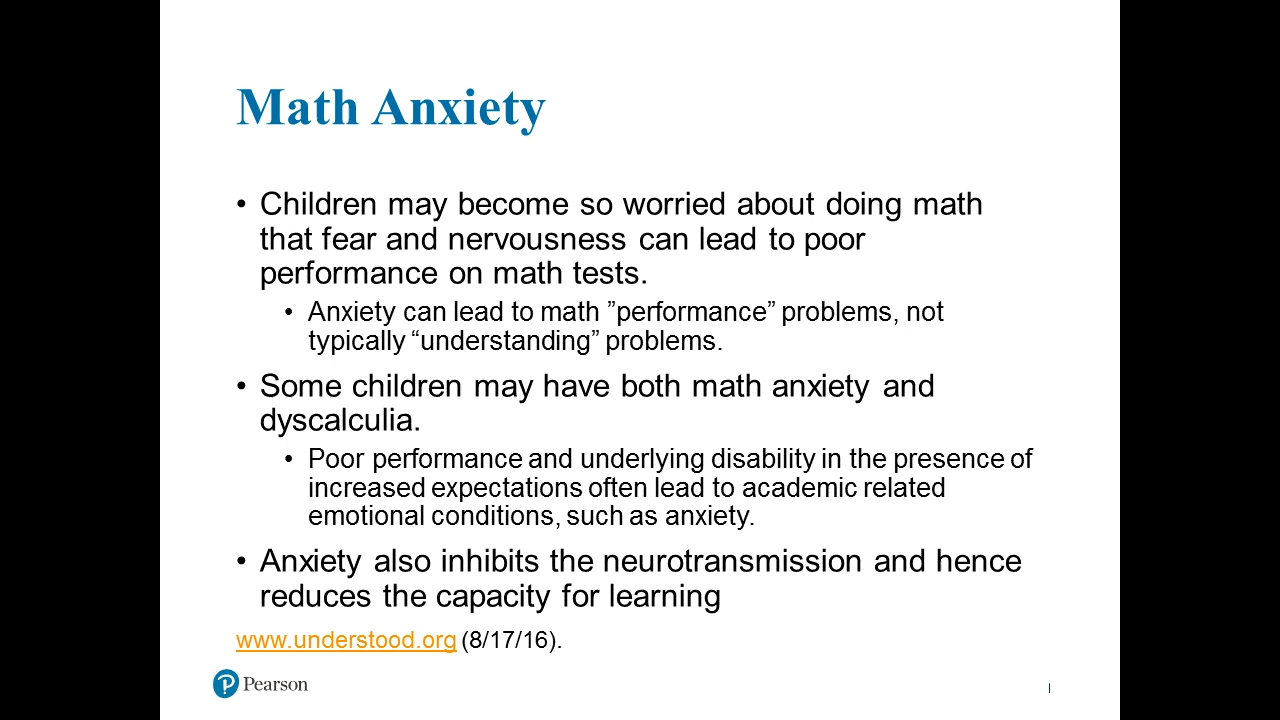 Math Anxiety
• Children may become so worried about doing math
that fear and nervousness can lead to poor
performance on math tests.
• Anxiety can lead to math ”performance” problems, not
typically “understanding” problems.
• Some children may have both math anxiety and
dyscalculia.
• Poor performance and underlying disability in the presence of
increased expectations often lead to academic related
emotional conditions, such as anxiety.
• Anxiety also inhibits the neurotransmission and hence
reduces the capacity for learning
www.understood.org (8/17/16).
Pearson